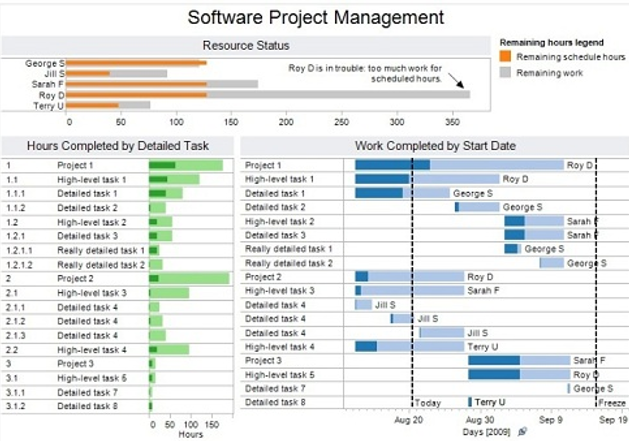 Software Project Management
Resource Status
Remaining hours legend
Remaining schedule hours
Remaining work
George S
Jill S
Sarah F
Roy D
Terry U
Roy D is in trouble: too much work for
scheduled hours.
0 50 100 150 200 250 300 350
Hours Completed by Detailed Task
1 Project 1
1.1 High-level task 1
1.1.1 Detailed task 1
1.1.2 Detailed task 2
1.2 High-level task 2
1.2.1 Detailed task 3
1.2.1.1 Really detailed task 1
1.2.1.2 Really detailed task 2
2 Project 2
2.1 High-level task 3
2.1.1 Detailed task 4
2.1.2 Detailed task 4
2.1.3 Detailed task 4
2.2 High-level task 4
3 Project 3
3.1 High-level task 5
3.1.1 Detailed task 7
3.1.2 Detailed task 8
0 50 100 150
Hours
Work Completed by Start Date
Project 1 Roy D
High-level task 1 Roy D
Detailed task 1 George S
Detailed task 2 George S
High-level task 2 Sarah F
Detailed task 3 Sarah F
Really detailed task 1 George S
Really detailed task 2 George S
Project 2 Roy D
High-level task 3 Sarah F
Detailed task 4 Jill S
Detailed task 4 Jill S
Detailed task 4 Jill S
High-level task 4 Terry U
Project 3 Sarah F
High-level task 5 Roy D
Detailed task 7 George S
Detailed task 8 Today Terry U Freeze
Aug 20 Aug 30 Sep 9 Sep 19
Days [2009]